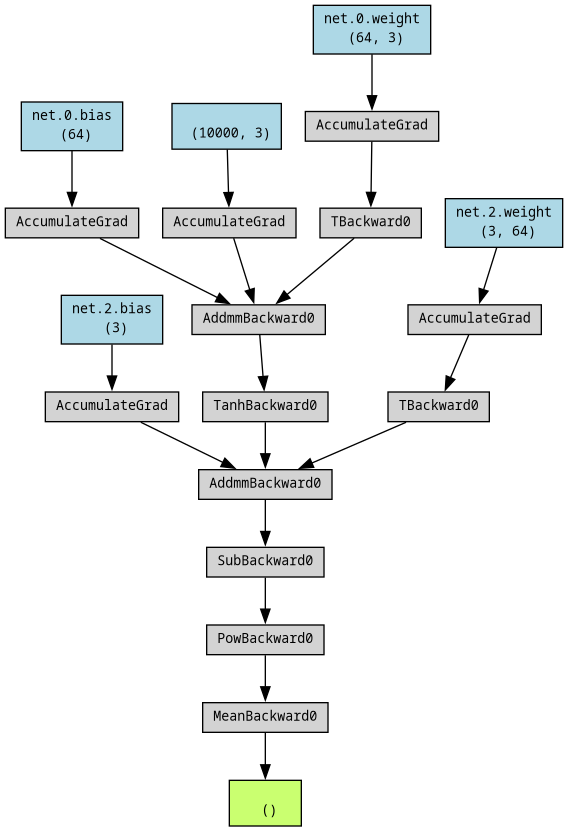 net.0.weight
(64, 3)
net.0.bias
(64)
(10000, 3)
AccumulateGrad
AccumulateGrad
AccumulateGrad
TBackward0
net.2.weight
(3, 64)
net.2.bias
(3)
AddmmBackward0
AccumulateGrad
AccumulateGrad
TanhBackward0
TBackward0
AddmmBackward0
SubBackward0
PowBackward0
MeanBackward0
()